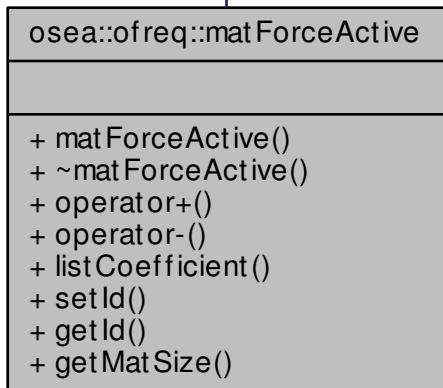 osea::ofreq::matForceActive
+ matForceActive()
+ ~matForceActive()
+ operator+()
+ operator-()
+ listCoefficient()
+ setId()
+ getId()
+ getMatSize()